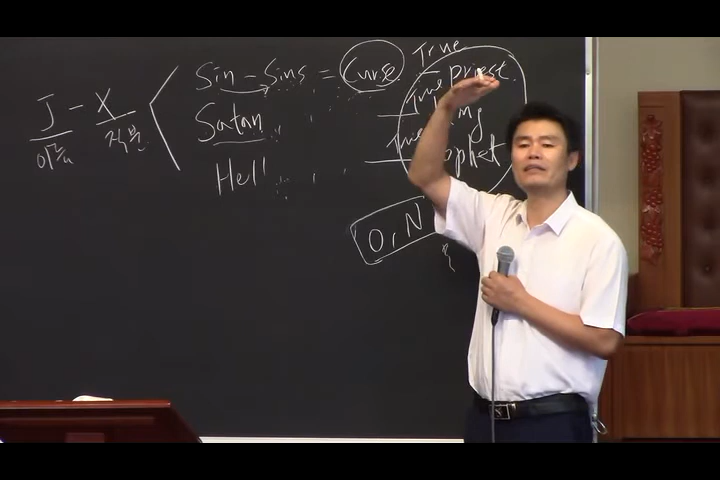 True
Sin - Sins = Curse
True priest
J - X
Satan
True King
이름 직분
True Prophet
Hell
O, N